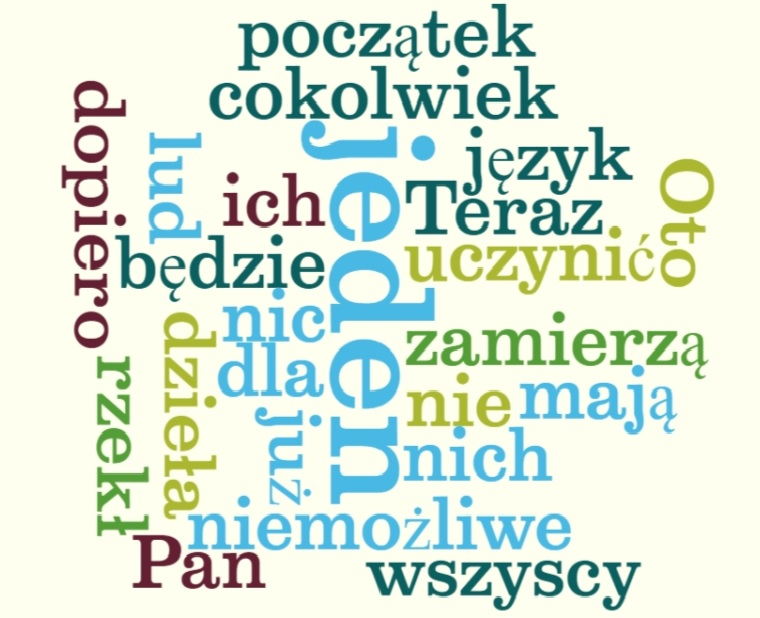 początek
cokolwiek
dopiero
lud
jeden
język
Oto
ich
Teraz
będzie
uczynić
nic
dzieła
zamierzą
dla
rzekł
nie
mają
już
nich
niemożliwe
Pan
wszyscy